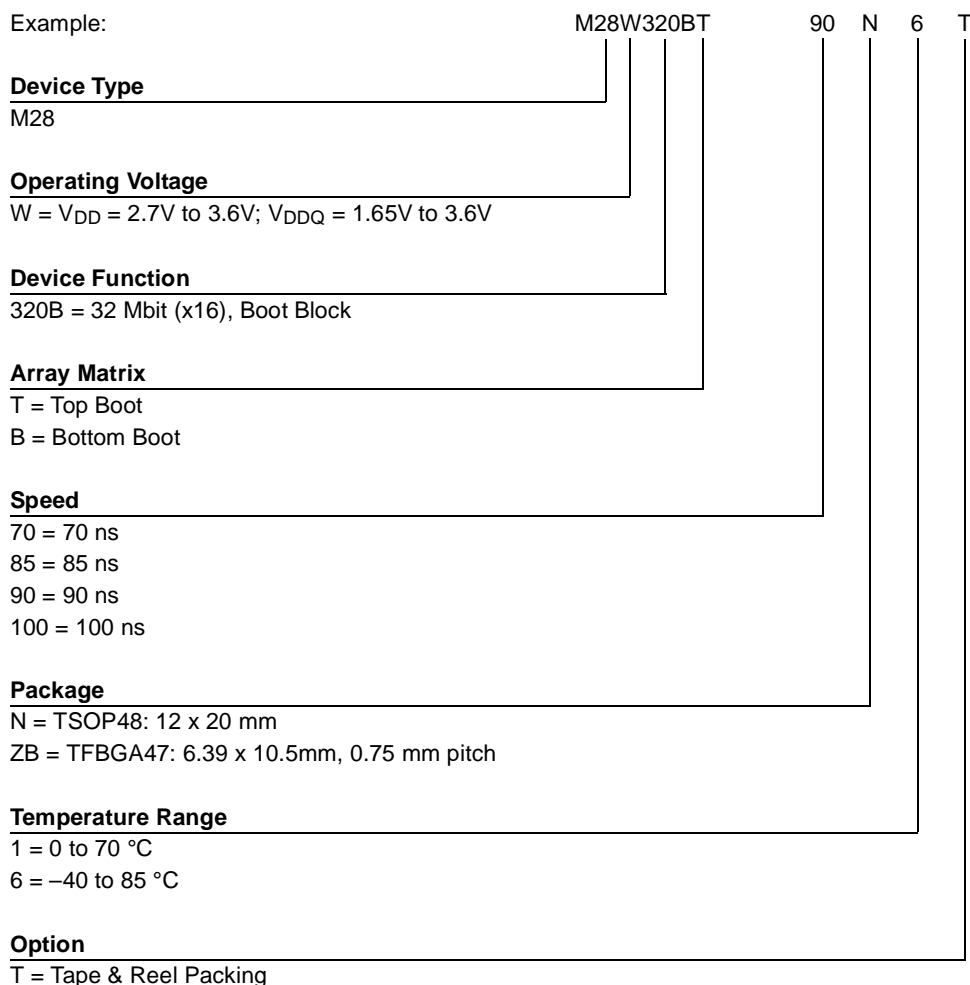 Example: M28W320BT 90 N 6 T
Device Type
M28
Operating Voltage
W = VDD = 2.7V to 3.6V; VDDQ = 1.65V to 3.6V
Device Function
320B = 32 Mbit (x16), Boot Block
Array Matrix
T = Top Boot
B = Bottom Boot
Speed
70 = 70 ns
85 = 85 ns
90 = 90 ns
100 = 100 ns
Package
N = TSOP48: 12 x 20 mm
ZB = TFBGA47: 6.39 x 10.5mm, 0.75 mm pitch
Temperature Range
1 = 0 to 70 °C
6 = –40 to 85 °C
Option
T = Tape & Reel Packing